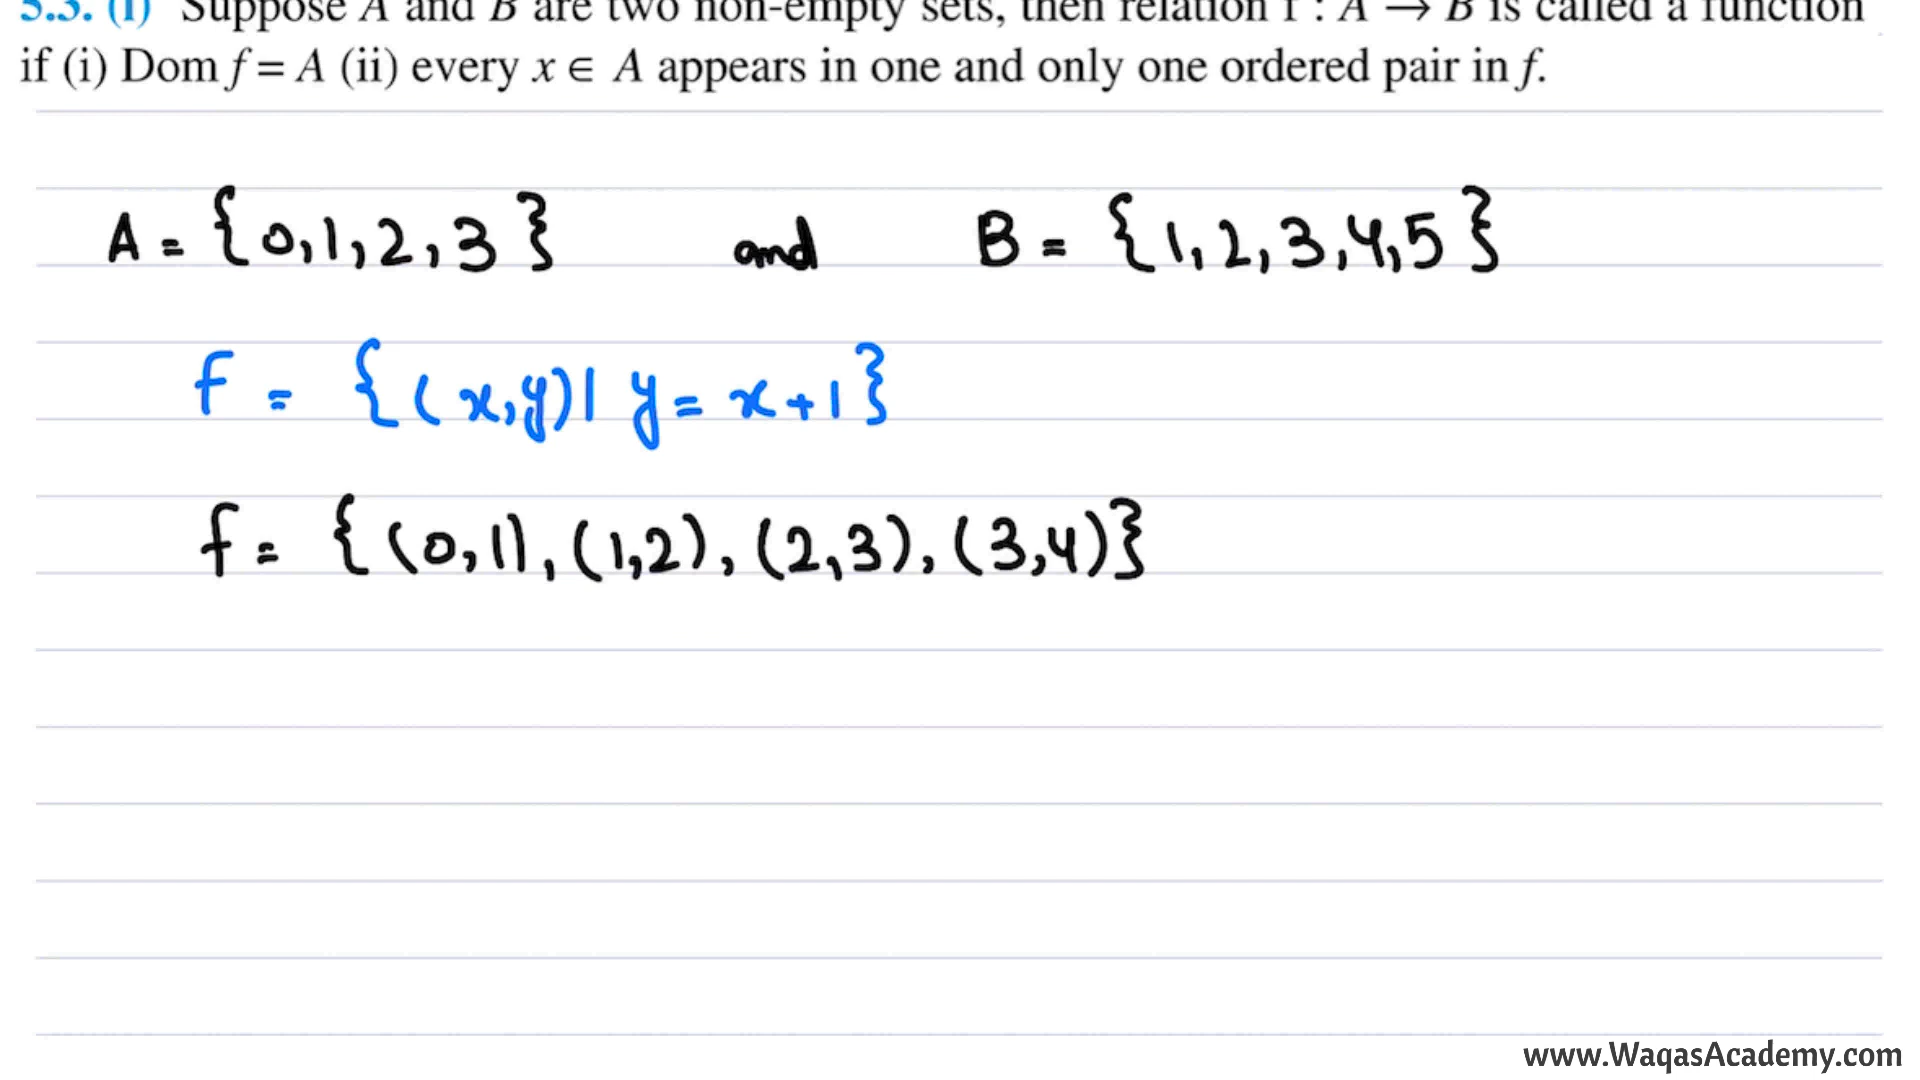 5.3. (i) Suppose A and B are two non-empty sets, then relation f : A → B is called a function
if (i) Dom f = A (ii) every x ∈ A appears in one and only one ordered pair in f.
A = {0,1,2,3} and B = {1,2,3,4,5}
f = {(x,y)| y = x+1}
f = {(0,1),(1,2),(2,3),(3,4)}
www.WaqasAcademy.com